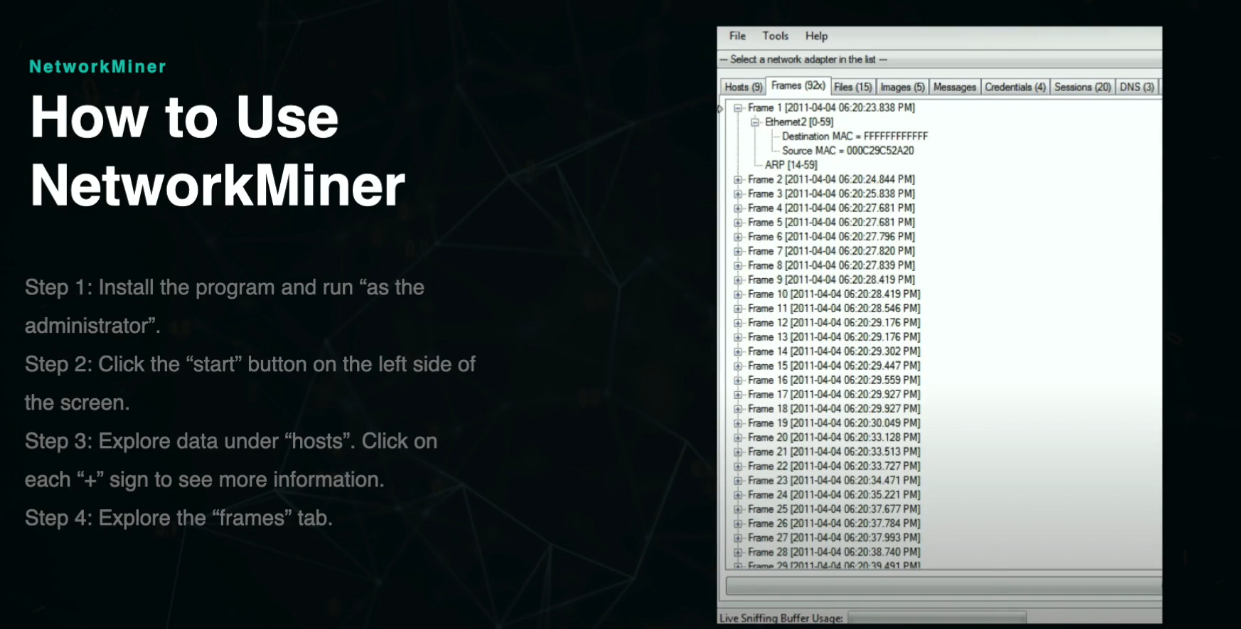 NetworkMiner
How to Use
NetworkMiner
Step 1: Install the program and run “as the
administrator”.
Step 2: Click the “start” button on the left side of
the screen.
Step 3: Explore data under “hosts”. Click on
each “+” sign to see more information.
Step 4: Explore the “frames” tab.
File Tools Help
--- Select a network adapter in the list ---
Hosts (9) Frames (92x) Files (15) Images (5) Messages Credentials (4) Sessions (20) DNS (3)
Frame 1 [2011-04-04 06:20:23.838 PM]
Ethernet2 [0-59]
Destination MAC = FFFFFFFFFFFF
Source MAC = 000C29C52A20
ARP [14-59]
Frame 2 [2011-04-04 06:20:24.844 PM]
Frame 3 [2011-04-04 06:20:25.838 PM]
Frame 4 [2011-04-04 06:20:27.681 PM]
Frame 5 [2011-04-04 06:20:27.681 PM]
Frame 6 [2011-04-04 06:20:27.796 PM]
Frame 7 [2011-04-04 06:20:27.820 PM]
Frame 8 [2011-04-04 06:20:27.839 PM]
Frame 9 [2011-04-04 06:20:28.419 PM]
Frame 10 [2011-04-04 06:20:28.419 PM]
Frame 11 [2011-04-04 06:20:28.546 PM]
Frame 12 [2011-04-04 06:20:29.176 PM]
Frame 13 [2011-04-04 06:20:29.176 PM]
Frame 14 [2011-04-04 06:20:29.302 PM]
Frame 15 [2011-04-04 06:20:29.447 PM]
Frame 16 [2011-04-04 06:20:29.559 PM]
Frame 17 [2011-04-04 06:20:29.927 PM]
Frame 18 [2011-04-04 06:20:29.927 PM]
Frame 19 [2011-04-04 06:20:30.049 PM]
Frame 20 [2011-04-04 06:20:33.128 PM]
Frame 21 [2011-04-04 06:20:33.513 PM]
Frame 22 [2011-04-04 06:20:33.727 PM]
Frame 23 [2011-04-04 06:20:34.471 PM]
Frame 24 [2011-04-04 06:20:35.221 PM]
Frame 25 [2011-04-04 06:20:37.677 PM]
Frame 26 [2011-04-04 06:20:37.784 PM]
Frame 27 [2011-04-04 06:20:37.993 PM]
Frame 28 [2011-04-04 06:20:38.740 PM]
Frame 29 [2011-04-04 06:20:39.491 PM]
Live Sniffing Buffer Usage: